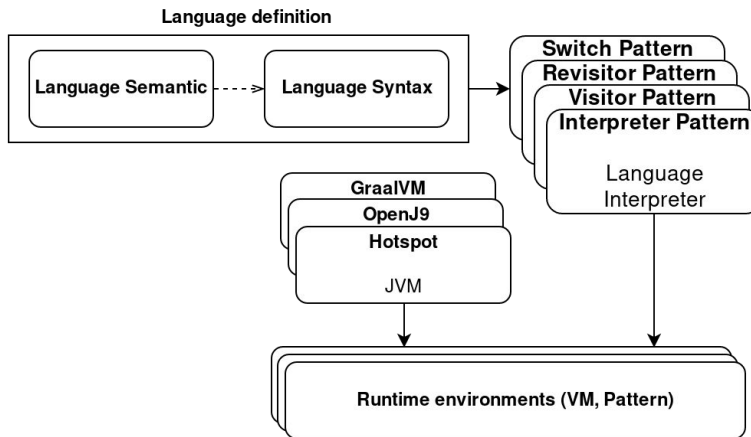 Language definition
Language Semantic
Language Syntax
Switch Pattern
Revisitor Pattern
Visitor Pattern
Interpreter Pattern
Language
Interpreter
GraalVM
OpenJ9
Hotspot
JVM
Runtime environments (VM, Pattern)